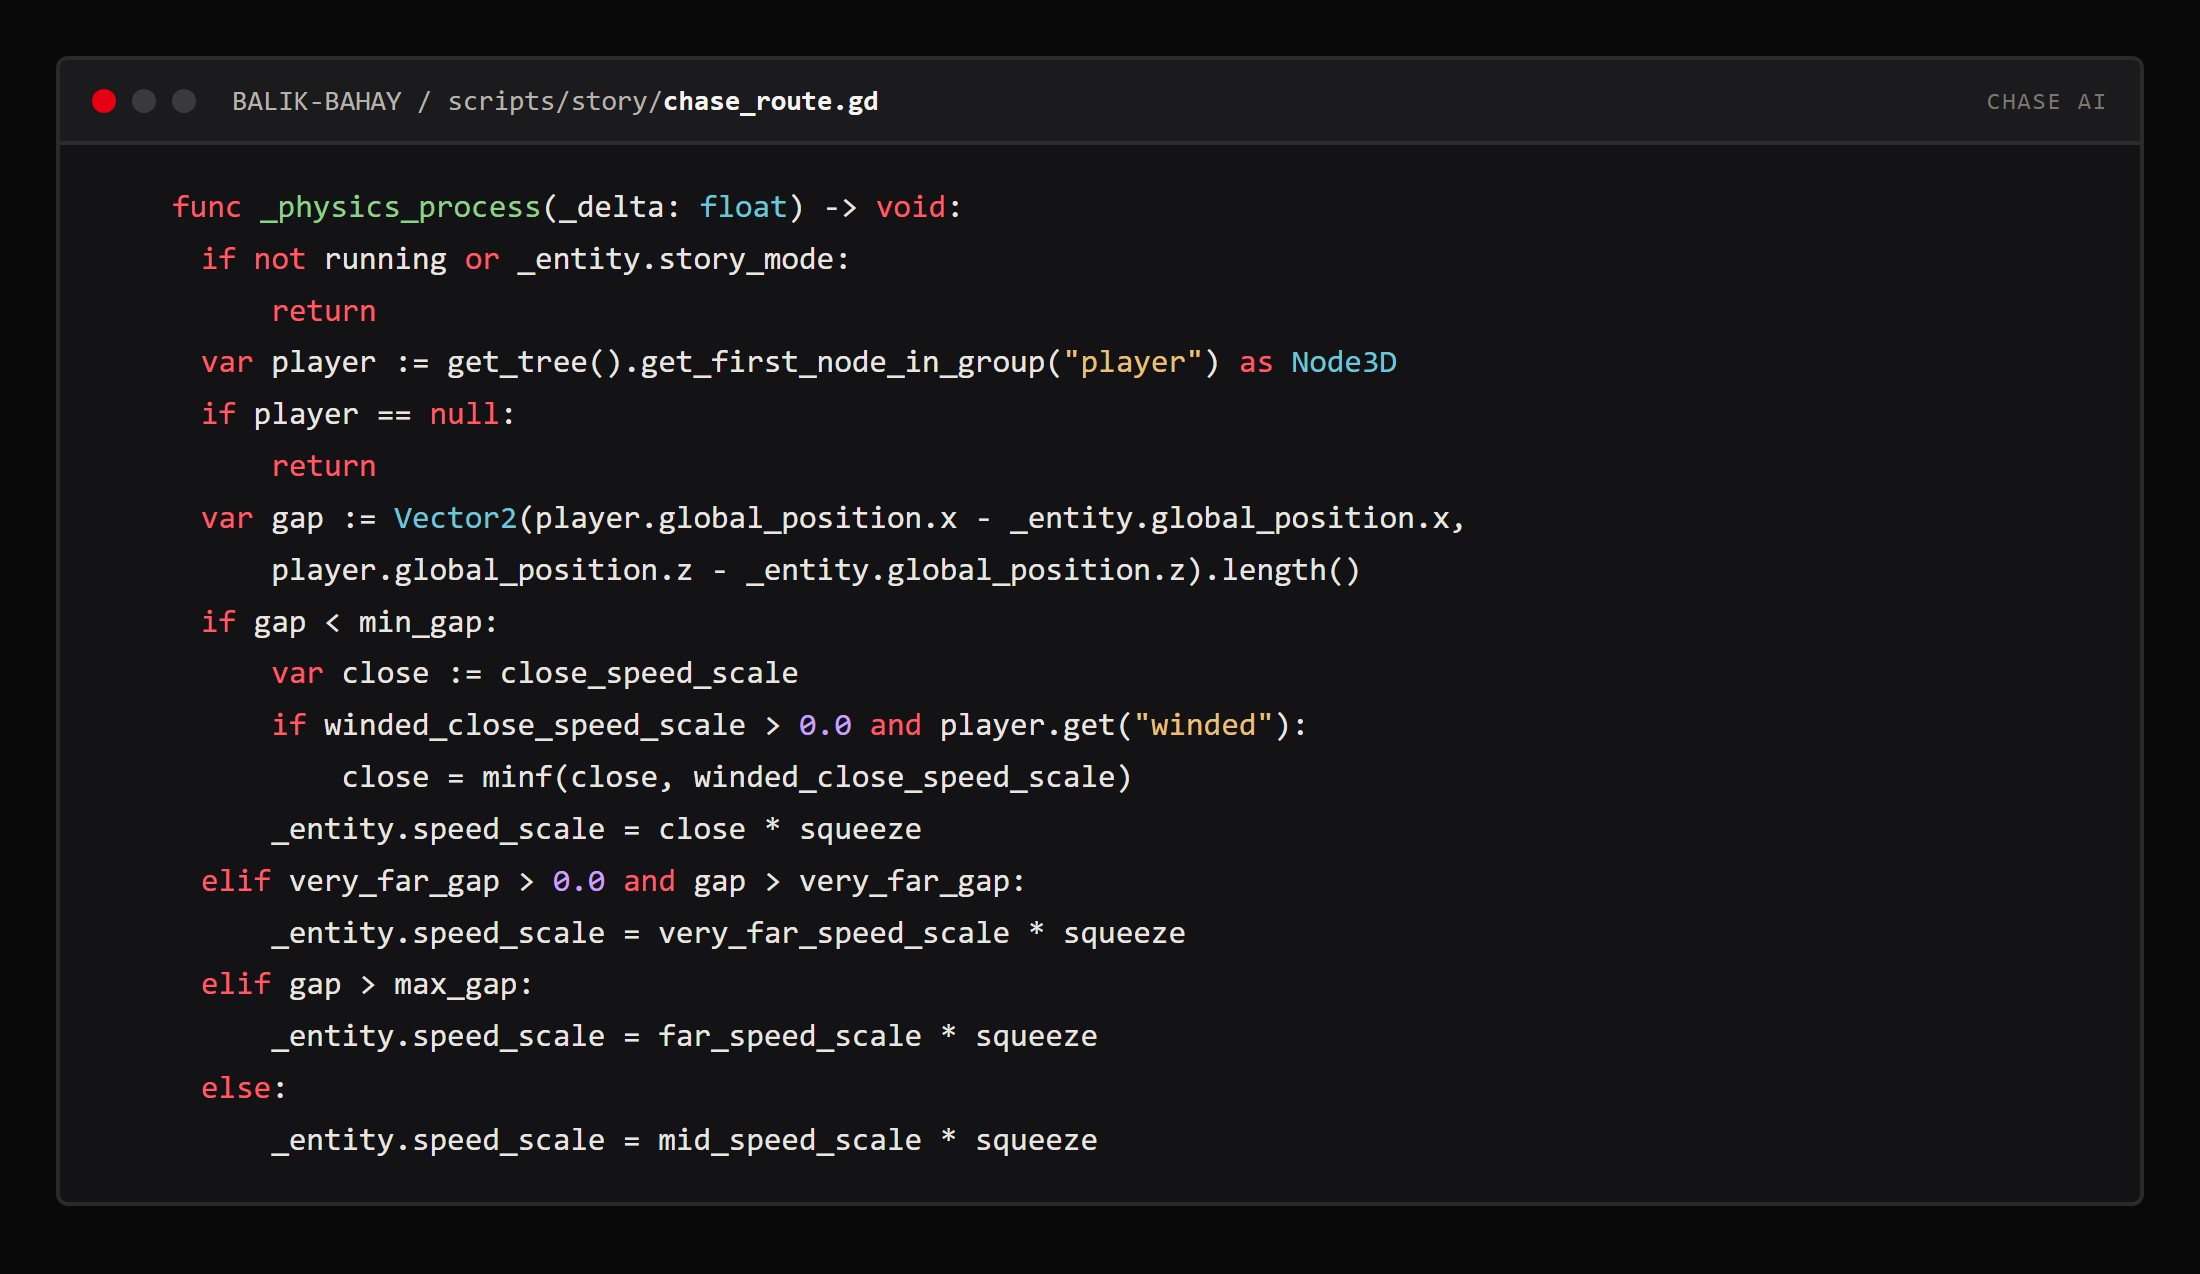 BALIK-BAHAY / scripts/story/chase_route.gd
CHASE AI
func _physics_process(_delta: float) -> void:
if not running or _entity.story_mode:
return
var player := get_tree().get_first_node_in_group("player") as Node3D
if player == null:
return
var gap := Vector2(player.global_position.x - _entity.global_position.x,
player.global_position.z - _entity.global_position.z).length()
if gap < min_gap:
var close := close_speed_scale
if winded_close_speed_scale > 0.0 and player.get("winded"):
close = minf(close, winded_close_speed_scale)
_entity.speed_scale = close * squeeze
elif very_far_gap > 0.0 and gap > very_far_gap:
_entity.speed_scale = very_far_speed_scale * squeeze
elif gap > max_gap:
_entity.speed_scale = far_speed_scale * squeeze
else:
_entity.speed_scale = mid_speed_scale * squeeze